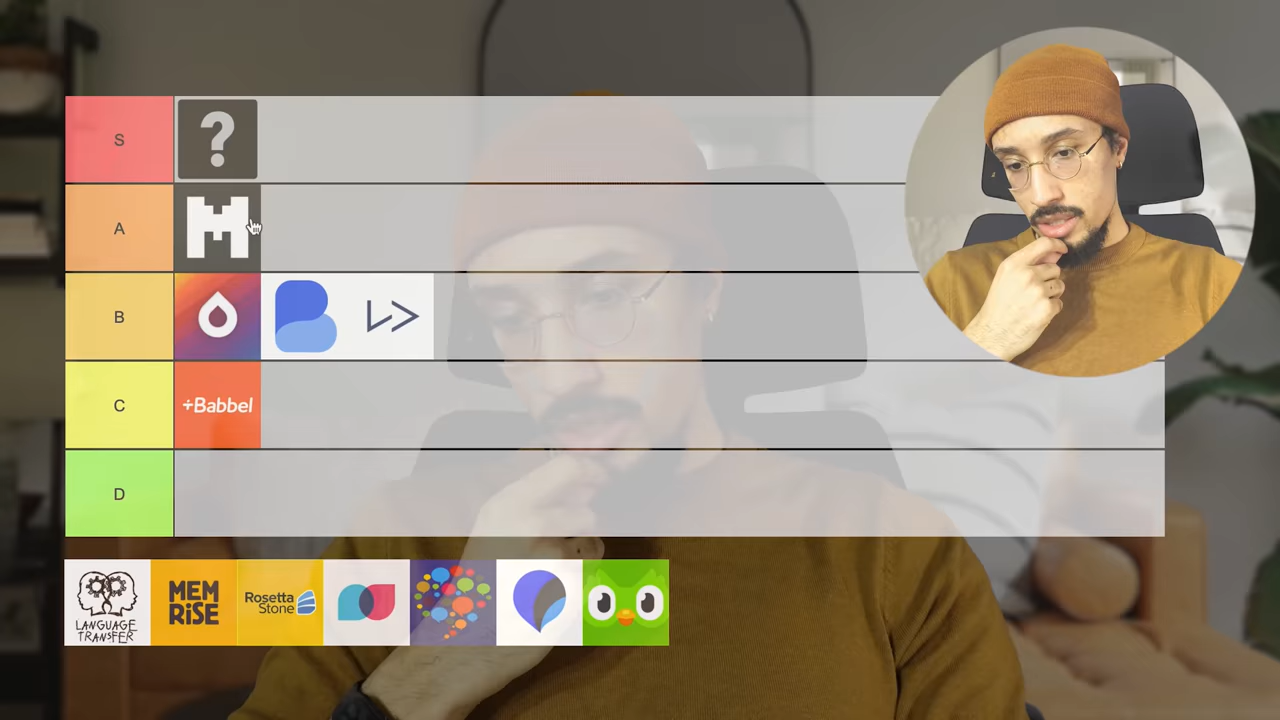 S
?
A
M
B
B
C
+Babbel
D
LANGUAGE
TRANSFER
MEM
RiSE
Rosetta
Stone